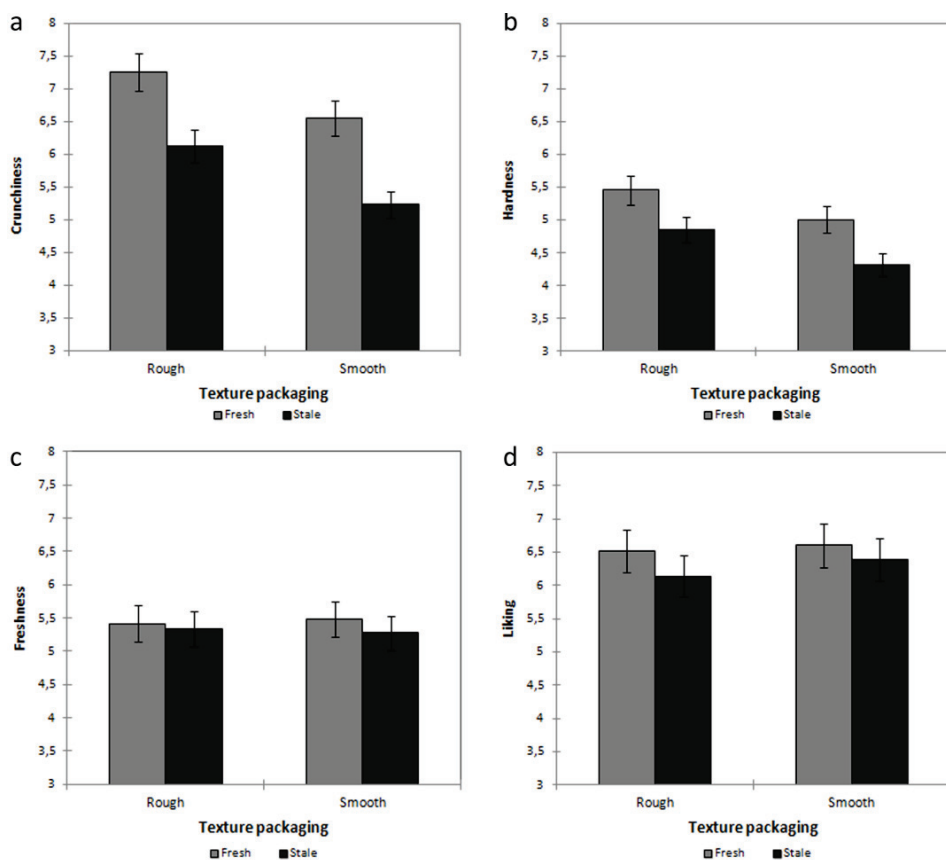 a
8
7,5
7
6,5
6
5,5
5
4,5
4
3,5
3
Crunchiness
Rough Smooth
Texture packaging
Fresh Stale
b
8
7,5
7
6,5
6
5,5
5
4,5
4
3,5
3
Hardness
Rough Smooth
Texture packaging
Fresh Stale
c
8
7,5
7
6,5
6
5,5
5
4,5
4
3,5
3
Freshness
Rough Smooth
Texture packaging
Fresh Stale
d
8
7,5
7
6,5
6
5,5
5
4,5
4
3,5
3
Liking
Rough Smooth
Texture packaging
Fresh Stale